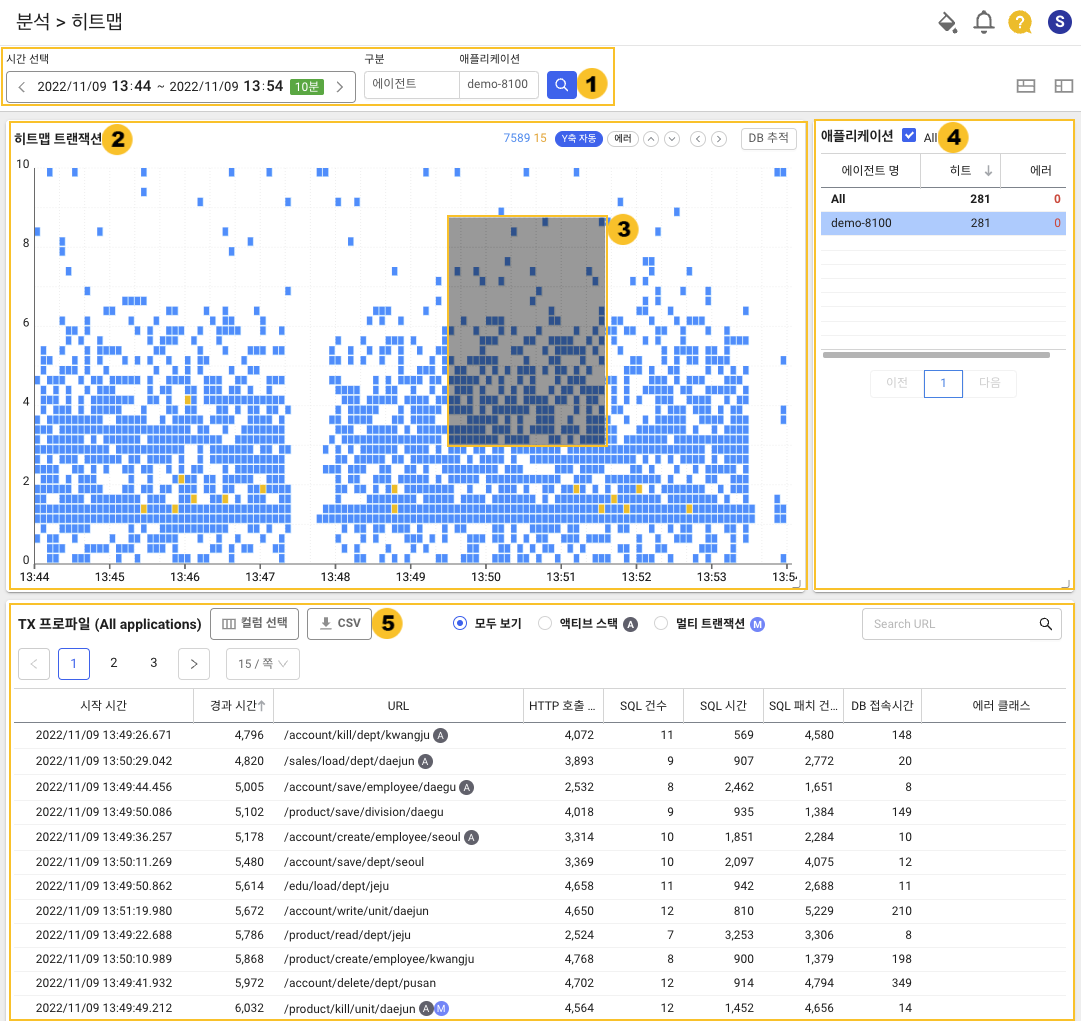 분석 > 히트맵
S
시간 선택 구분 애플리케이션
2022/11/09 13:44 ~ 2022/11/09 13:54 10분 에이전트 demo-8100 1
히트맵 트랜잭션 2 7589 15 Y축 자동 에러 DB 추적
10
8
6
4
2
0
13:44 13:45 13:46 13:47 13:48 13:49 13:50 13:51 13:52 13:53 13:5
3
애플리케이션 All 4
에이전트 명 히트 에러
All 281 0
demo-8100 281 0
이전 1 다음
TX 프로파일 (All applications) 컬럼 선택 CSV 5 모두 보기 액티브 스택 A 멀티 트랜잭션 M Search URL
< 1 2 3 > 15 / 쪽
시작 시간 경과 시간 URL HTTP 호출 ... SQL 건수 SQL 시간 SQL 패치 건... DB 접속시간 에러 클래스
2022/11/09 13:49:26.671 4,796 /account/kill/dept/kwangju A 4,072 11 569 4,580 148
2022/11/09 13:50:29.042 4,820 /sales/load/dept/daejun A 3,893 9 907 2,772 20
2022/11/09 13:49:44.456 5,005 /account/save/employee/daegu A 2,532 8 2,462 1,651 8
2022/11/09 13:49:50.086 5,102 /product/save/division/daegu 4,018 9 935 1,384 149
2022/11/09 13:49:36.257 5,178 /account/create/employee/seoul A 3,314 10 1,851 2,284 10
2022/11/09 13:50:11.269 5,480 /account/save/dept/seoul 3,369 10 2,097 4,075 12
2022/11/09 13:49:50.862 5,614 /edu/load/dept/jeju 4,658 11 942 2,688 11
2022/11/09 13:51:19.980 5,672 /account/write/unit/daejun 4,650 12 810 5,229 210
2022/11/09 13:49:22.688 5,786 /product/read/dept/jeju 2,524 7 3,253 3,306 8
2022/11/09 13:50:10.989 5,868 /product/create/employee/kwangju 4,768 8 900 1,379 198
2022/11/09 13:49:41.932 5,972 /account/delete/dept/pusan 4,702 12 914 4,794 349
2022/11/09 13:49:49.212 6,032 /product/kill/unit/daejun A M 4,564 12 1,452 4,656 14